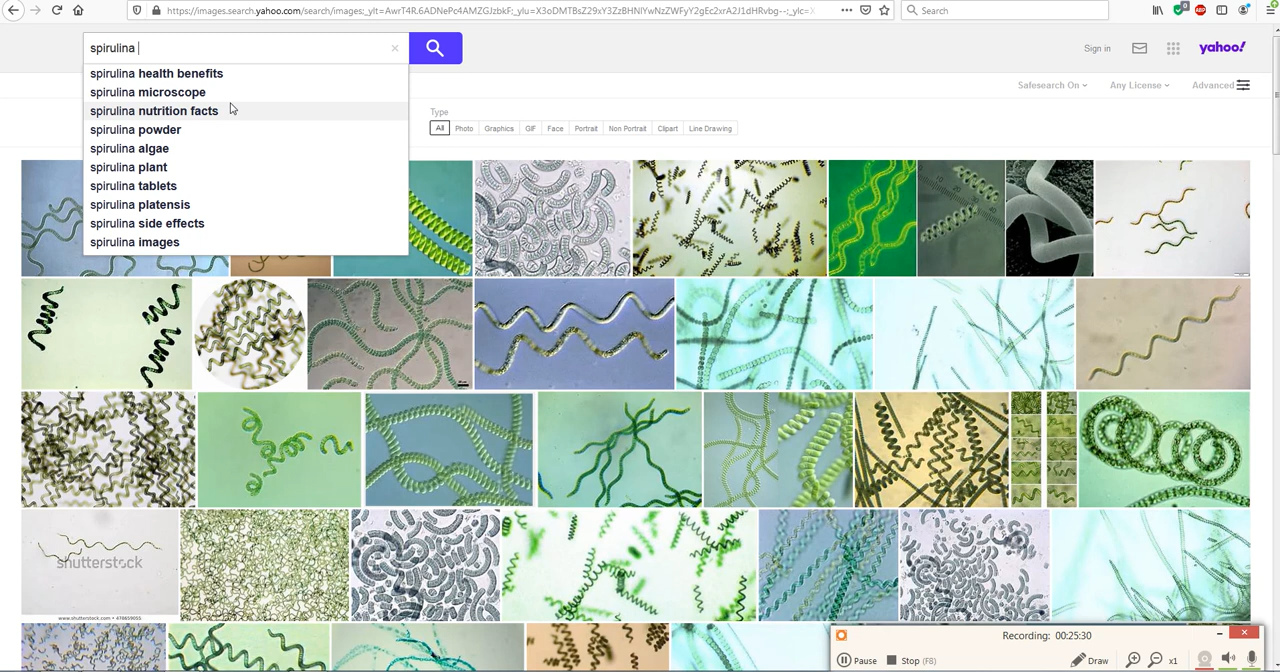 https://images.search.yahoo.com/search/images;_ylt=AwrT4R.6ADNePc4AMZGJzbkF;_ylu=X3oDMTBsZ29xY3ZzBHNlYwNzZWFyY2gEc2xrA2J1dHRvbg--;_ylc=X
Search
0
ABP
spirulina
Sign in
yahoo!
spirulina health benefits
spirulina microscope
spirulina nutrition facts
spirulina powder
spirulina algae
spirulina plant
spirulina tablets
spirulina platensis
spirulina side effects
spirulina images
Safesearch On
Any License
Advanced
Type
All
Photo
Graphics
GIF
Face
Portrait
Non Portrait
Clipart
Line Drawing
shutterstock
Recording: 00:25:30
Pause
Stop (F8)
Draw
x1